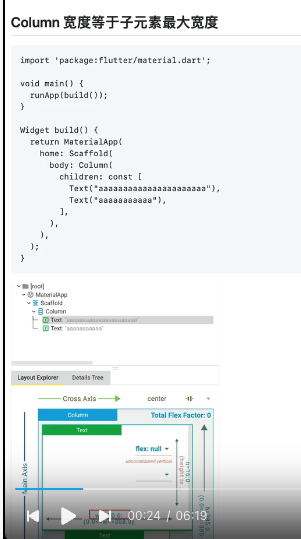 Column 宽度等于子元素最大宽度
import 'package:flutter/material.dart';
void main() {
  runApp(build());
}
Widget build() {
  return MaterialApp(
    home: Scaffold(
      body: Column(
        children: const [
          Text("aaaaaaaaaaaaaaaaaaaaaa"),
          Text("aaaaaaaaaaa"),
        ],
      ),
    ),
  );
}
[root]
MaterialApp
Scaffold
Column
Text: "aaaaaaaaaaaaaaaaaaaaaa"
Text: "aaaaaaaaaaa"
Layout Explorer Details Tree
Cross Axis center
Column Total Flex Factor: 0
Text
flex: null
unconstrained vertical
Main Axis
00:24 / 06:19
Text